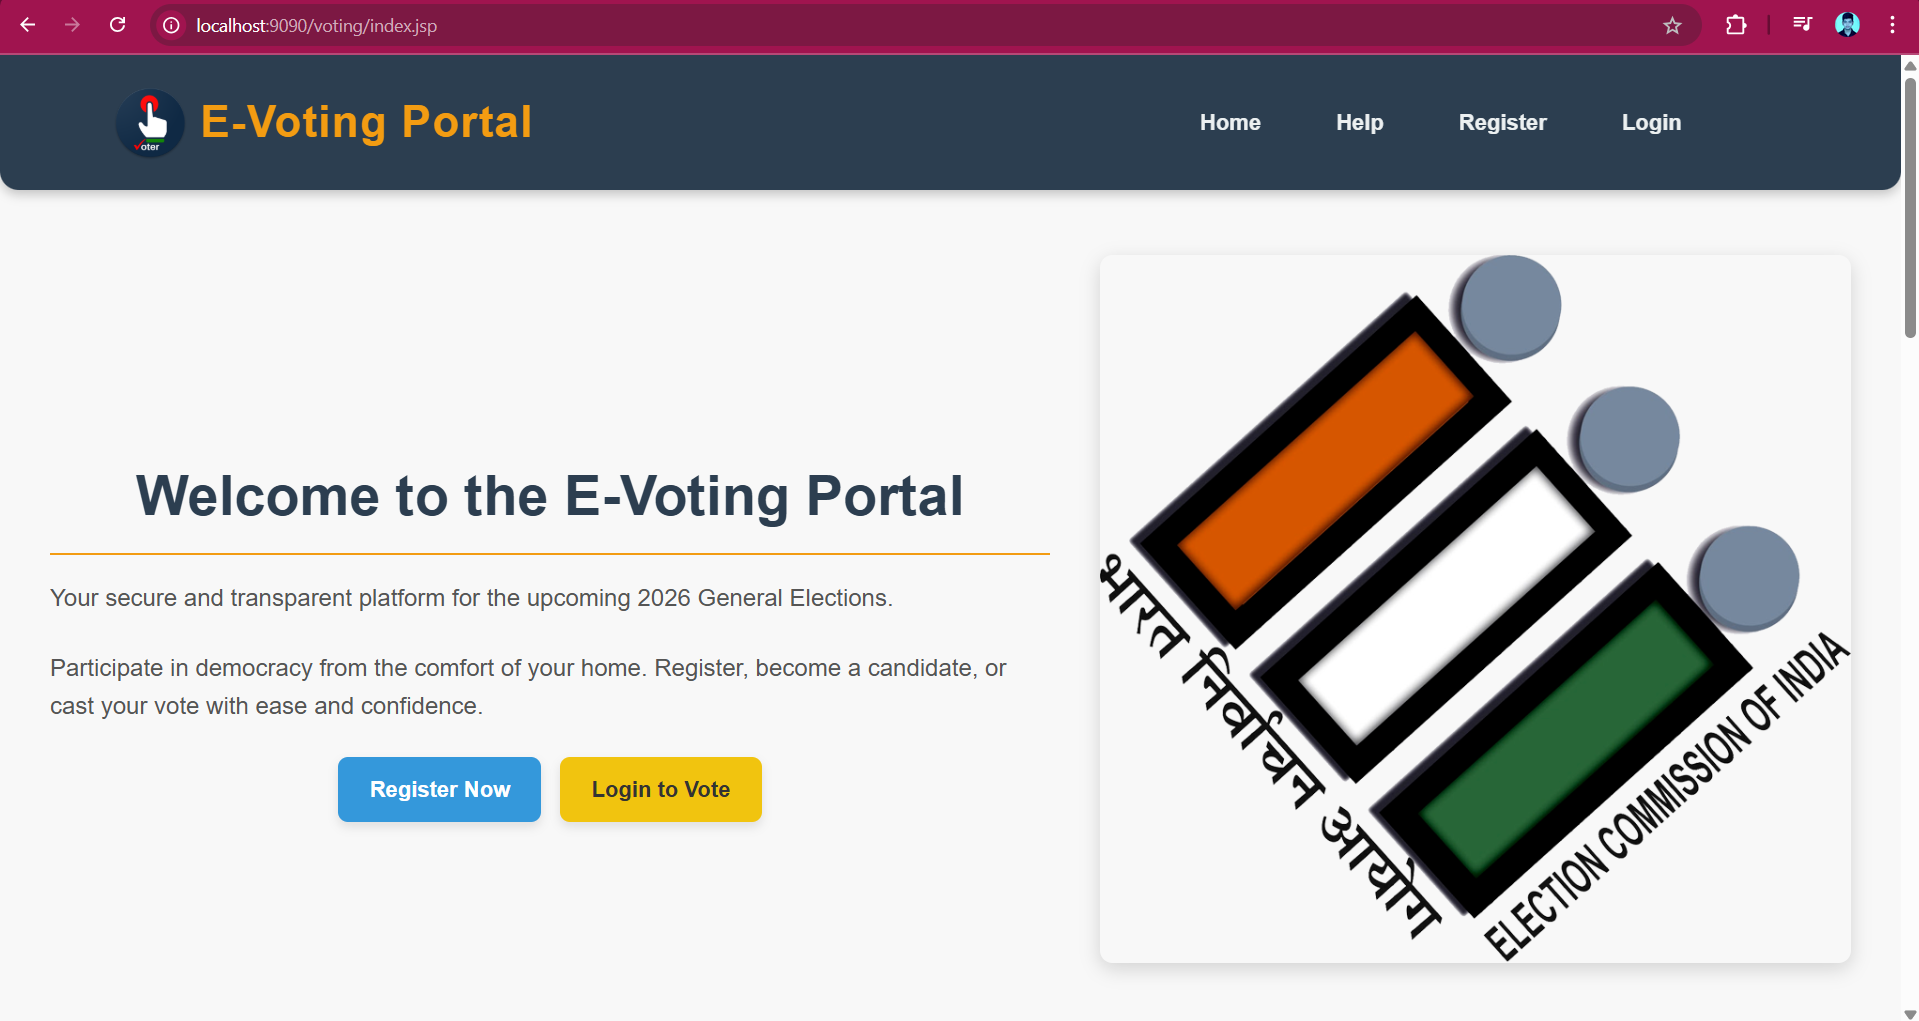 localhost:9090/voting/index.jsp
oter
E-Voting Portal
Home
Help
Register
Login
Welcome to the E-Voting Portal
Your secure and transparent platform for the upcoming 2026 General Elections.
Participate in democracy from the comfort of your home. Register, become a candidate, or
cast your vote with ease and confidence.
Register Now
Login to Vote
भारत निर्वाचन आयोग
ELECTION COMMISSION OF INDIA